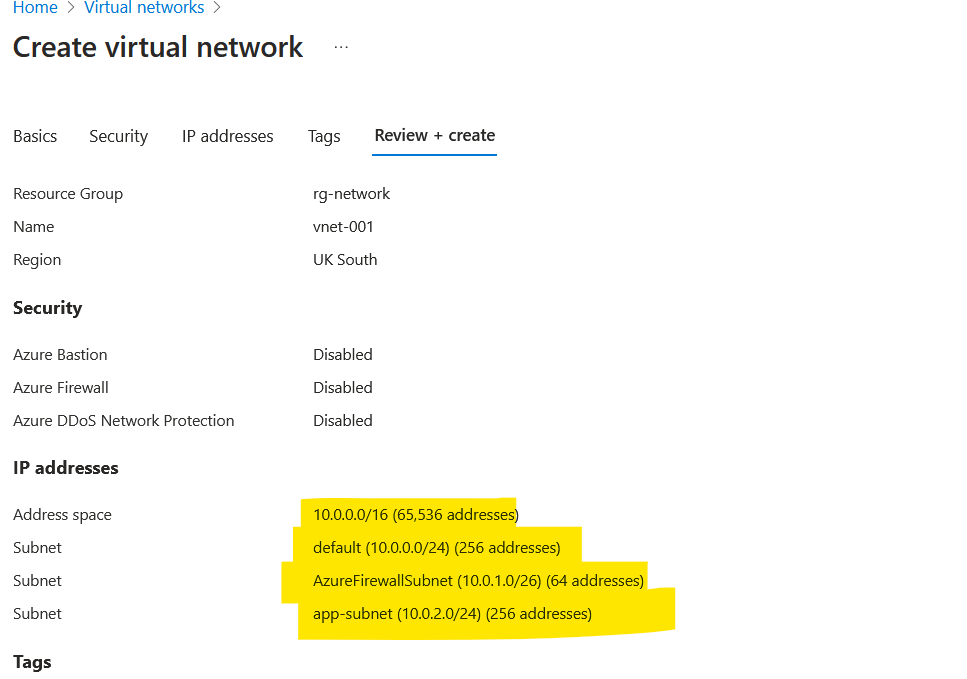 Home > Virtual networks >
Create virtual network ...
Basics Security IP addresses Tags Review + create
Resource Group rg-network
Name vnet-001
Region UK South
Security
Azure Bastion Disabled
Azure Firewall Disabled
Azure DDoS Network Protection Disabled
IP addresses
Address space 10.0.0.0/16 (65,536 addresses)
Subnet default (10.0.0.0/24) (256 addresses)
Subnet AzureFirewallSubnet (10.0.1.0/26) (64 addresses)
Subnet app-subnet (10.0.2.0/24) (256 addresses)
Tags